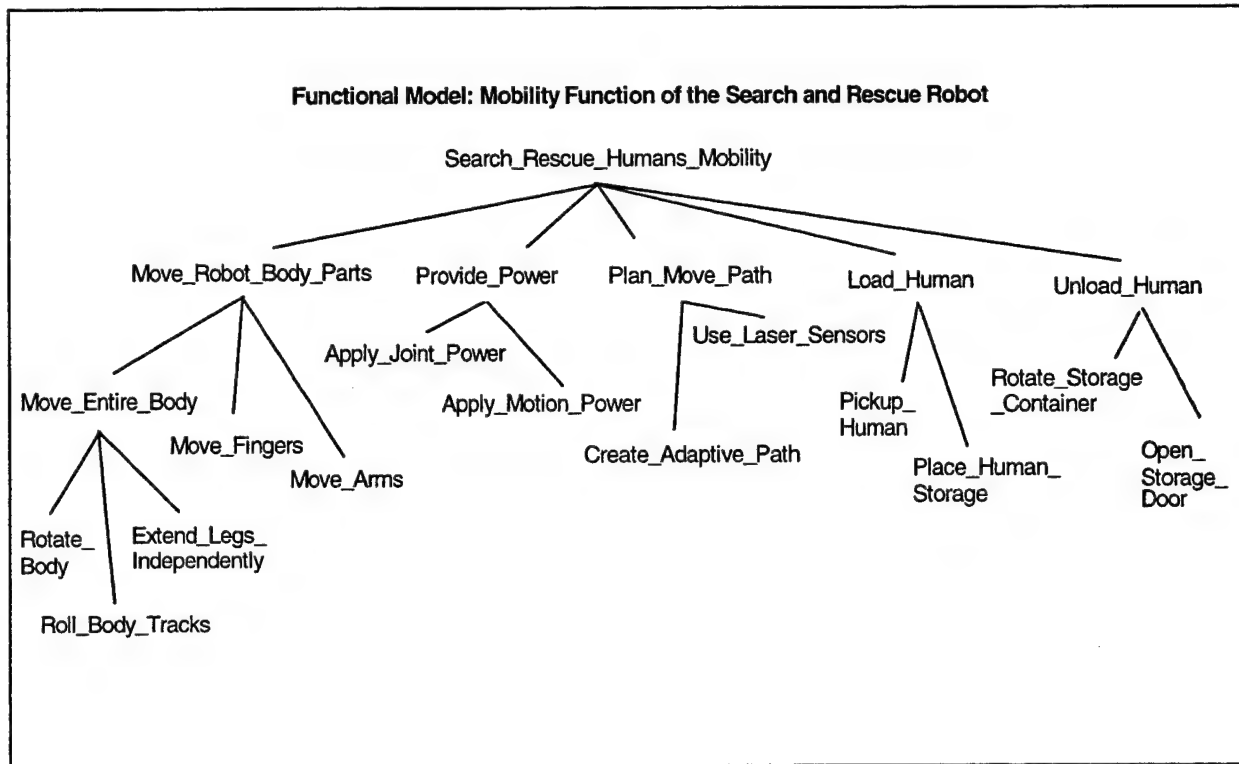 Functional Model: Mobility Function of the Search and Rescue Robot
Search_Rescue_Humans_Mobility
Move_Robot_Body_Parts
Provide_Power
Plan_Move_Path
Load_Human
Unload_Human
Apply_Joint_Power
Use_Laser_Sensors
Move_Entire_Body
Move_Fingers
Move_Arms
Apply_Motion_Power
Create_Adaptive_Path
Pickup_
Human
Place_Human_
Storage
Rotate_Storage
_Container
Open_
Storage_
Door
Rotate_
Body
Extend_Legs_
Independently
Roll_Body_Tracks